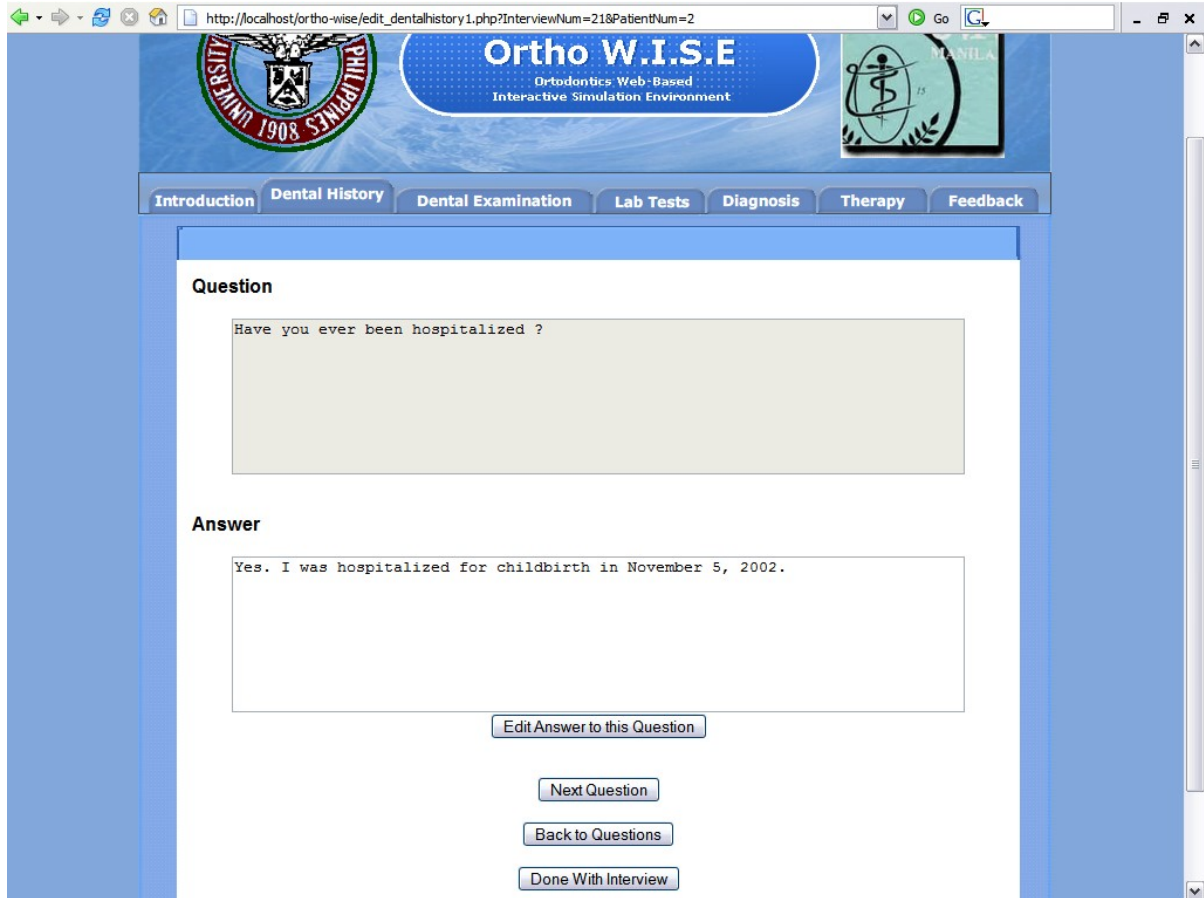 http://localhost/ortho-wise/edit_dentalhistory1.php?InterviewNum=21&PatientNum=2
Go
G
UNIVERSITY
PHILIPPINES
1908
Ortho W.I.S.E
Ortodontics Web-Based
Interactive Simulation Environment
MANILA
15
Introduction
Dental History
Dental Examination
Lab Tests
Diagnosis
Therapy
Feedback
Question
Have you ever been hospitalized ?
Answer
Yes. I was hospitalized for childbirth in November 5, 2002.
Edit Answer to this Question
Next Question
Back to Questions
Done With Interview